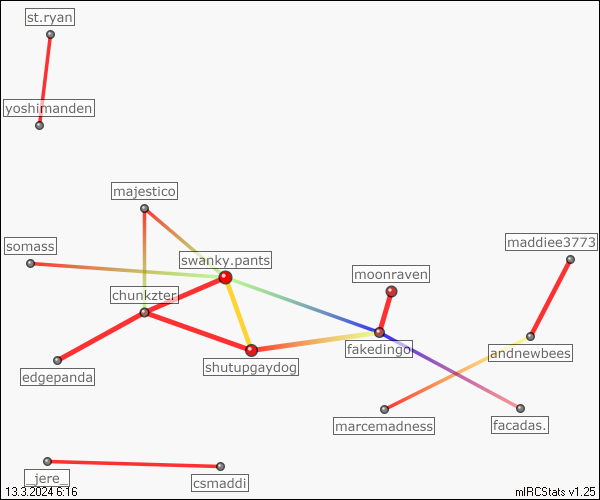 st.ryan
yoshimanden
majestico
somass
swanky.pants
maddiee3773
moonraven
chunkzter
fakedingo
andnewbees
shutupgaydog
edgepanda
marcemadness
facadas.
_jere_
csmaddi
13.3.2024 6:16
mIRCStats v1.25